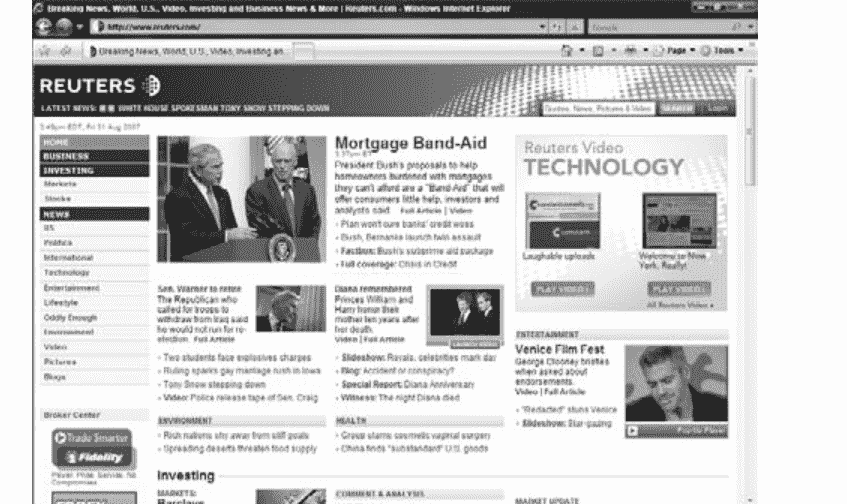 Breaking News, World, U.S., Video, Investing and Business News & More | Reuters.com - Windows Internet Explorer
http://www.reuters.com/
Google
Breaking News, World, U.S., Video, Investing an...
Page Tools
REUTERS
LATEST NEWS: WHITE HOUSE SPOKESMAN TONY SNOW STEPPING DOWN
Quotes, News, Pictures & Video SEARCH Login
5:49pm EDT, Fri 31 Aug 2007
HOME
BUSINESS
INVESTING
Markets
Stocks
NEWS
US
Politics
International
Technology
Entertainment
Lifestyle
Oddly Enough
Environment
Video
Pictures
Blogs
Broker Center
Trade Smarter
Fidelity
Mortgage Band-Aid
President Bush's proposals to help
homeowners burdened with mortgages
they can't afford are a "Band-Aid" that will
offer consumers little help, investors and
analysts said. Full Article | Video
Plan won't cure banks' credit woes
Bush, Bernanke launch twin assault
Factbox: Bush's subprime aid package
Full coverage: Crisis in Credit
Sen. Warner to retire
The Republican who
called for troops to
withdraw from Iraq said
he would not run for re-
election. Full Article
Two students face explosives charges
Ruling sparks gay marriage rush in Iowa
Tony Snow stepping down
Video: Police release tape of Sen. Craig
Diana remembered
Princes William and
Harry honor their
mother ten years after
her death.
Video | Full Article
LAUNCH VIDEO
Slideshow: Royals, celebrities mark day
Blog: Accident or conspiracy?
Special Report: Diana Anniversary
Witness: The night Diana died
ENVIRONMENT
Rich nations shy away from stiff goals
Spreading deserts threaten food supply
HEALTH
Group slams cosmetic vaginal surgery
China finds "substandard" U.S. goods
Investing
MARKETS:
Barclays
COMMENT & ANALYSIS
Reuters Video
TECHNOLOGY
Laughable uploads
Welcome to New
York, Really!
PLAY VIDEO
PLAY VIDEO
All Reuters Video
ENTERTAINMENT
Venice Film Fest
George Clooney bristles
when asked about
endorsements.
Video | Full Article
"Redacted" stuns Venice
Slideshow: Star-gazing
Pop-Up Player
MARKET UPDATE